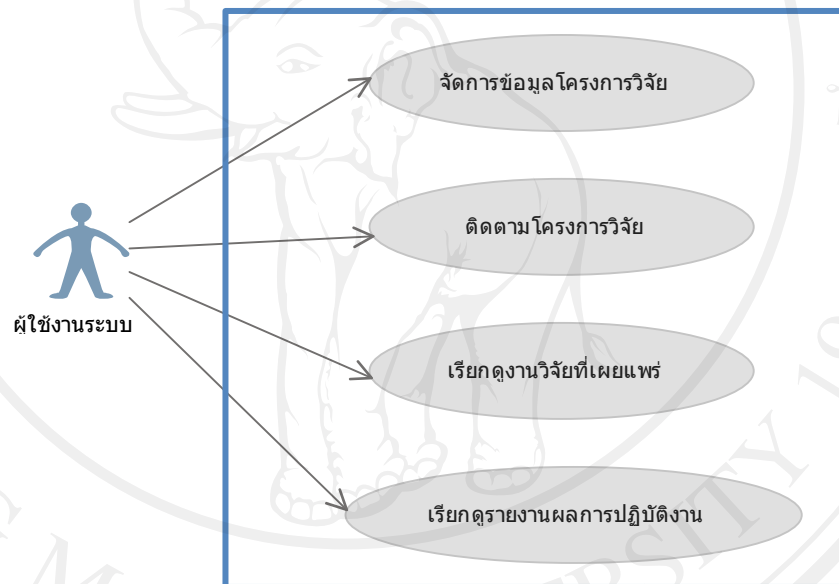 จัดการข้อมูลโครงการวิจัย
ติดตามโครงการวิจัย
ผู้ใช้งานระบบ
เรียกดูงานวิจัยที่เผยแพร่
เรียกดูรายงานผลการปฏิบัติงาน